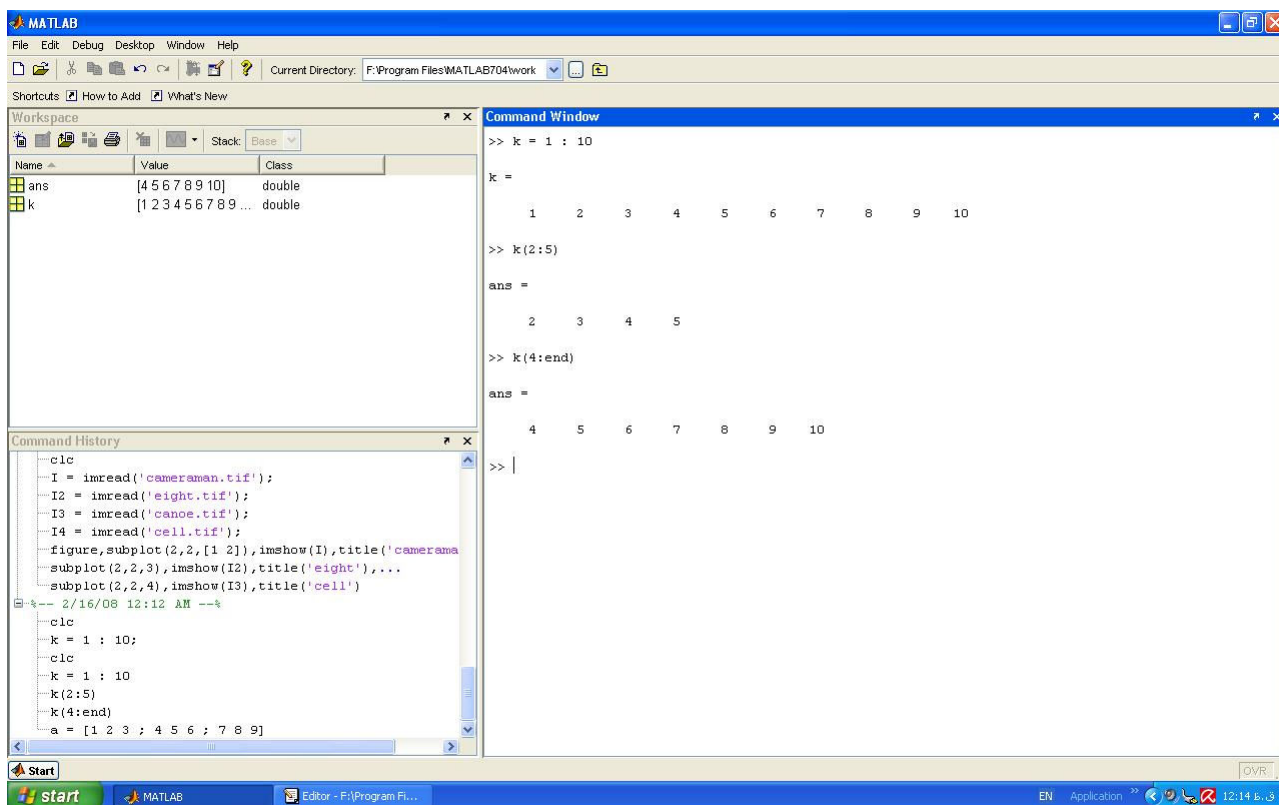 MATLAB
File Edit Debug Desktop Window Help
Current Directory: F:\Program Files\MATLAB704\work
Shortcuts How to Add What's New
Workspace
Stack: Base
Name Value Class
ans [4 5 6 7 8 9 10] double
k [1 2 3 4 5 6 7 8 9 ... double
Command History
clc
I = imread('cameraman.tif');
I2 = imread('eight.tif');
I3 = imread('canoe.tif');
I4 = imread('cell.tif');
figure,subplot(2,2,[1 2]),imshow(I),title('camerama
subplot(2,2,3),imshow(I2),title('eight'),...
subplot(2,2,4),imshow(I3),title('cell')
%-- 2/16/08 12:12 AM --%
clc
k = 1 : 10;
clc
k = 1 : 10
k(2:5)
k(4:end)
a = [1 2 3 ; 4 5 6 ; 7 8 9]
Command Window
>> k = 1 : 10
k =
1 2 3 4 5 6 7 8 9 10
>> k(2:5)
ans =
2 3 4 5
>> k(4:end)
ans =
4 5 6 7 8 9 10
>>
Start
OVR
start MATLAB Editor - F:\Program Fi... EN Application 12:14 ق.ظ